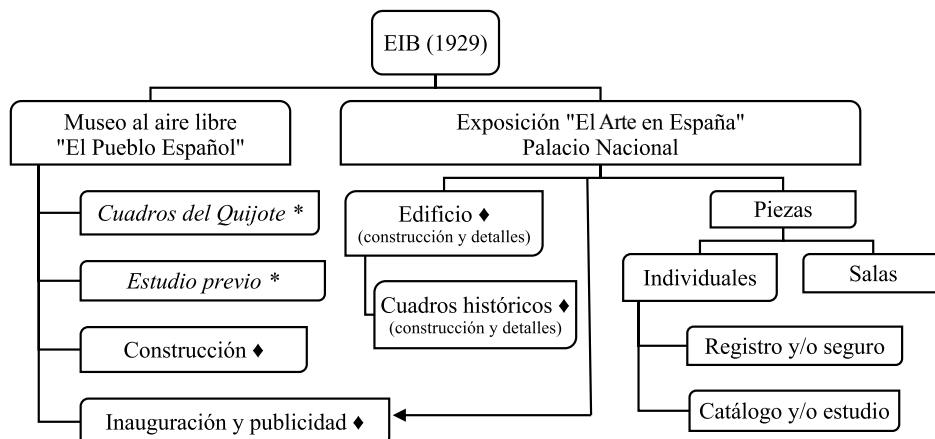 EIB (1929)
Museo al aire libre
"El Pueblo Español"
Exposición "El Arte en España"
Palacio Nacional
Cuadros del Quijote *
Estudio previo *
Construcción ♦
Inauguración y publicidad ♦
Edificio ♦
(construcción y detalles)
Cuadros históricos ♦
(construcción y detalles)
Piezas
Individuales
Salas
Registro y/o seguro
Catálogo y/o estudio